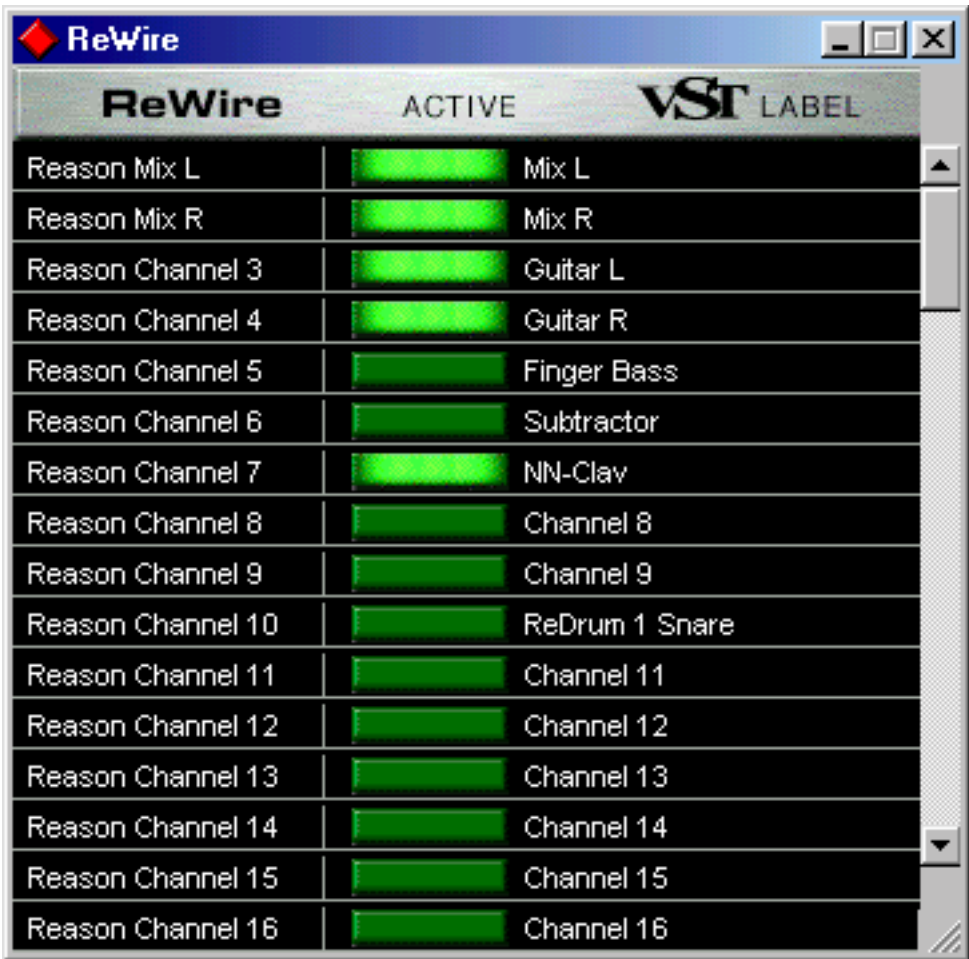 ReWire
ReWire ACTIVE VST LABEL
Reason Mix L Mix L
Reason Mix R Mix R
Reason Channel 3 Guitar L
Reason Channel 4 Guitar R
Reason Channel 5 Finger Bass
Reason Channel 6 Subtractor
Reason Channel 7 NN-Clav
Reason Channel 8 Channel 8
Reason Channel 9 Channel 9
Reason Channel 10 ReDrum 1 Snare
Reason Channel 11 Channel 11
Reason Channel 12 Channel 12
Reason Channel 13 Channel 13
Reason Channel 14 Channel 14
Reason Channel 15 Channel 15
Reason Channel 16 Channel 16